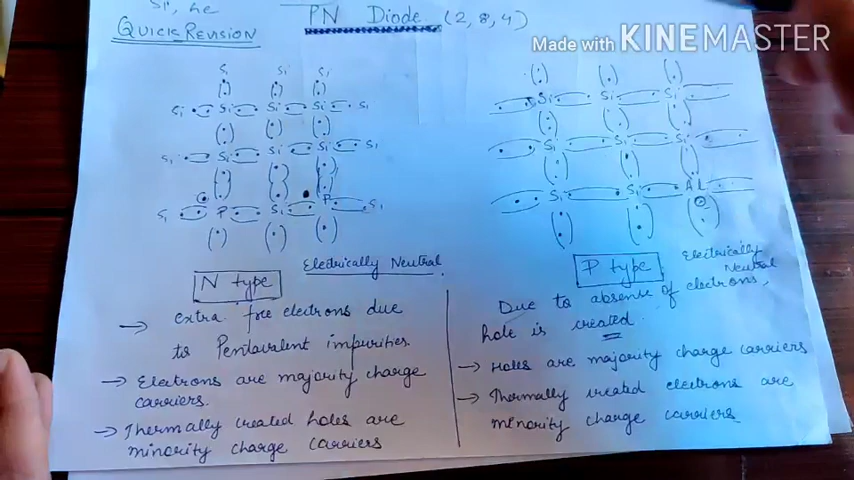 Si, Ge
QUICK REVISION
PN Diode (2, 8, 4)
Made with KINEMASTER
Si Si Si
Si Si Si Si Si
Si Si Si Si Si
Si P Si P Si
Si Si Si
Si Si Si
Si Si Al
N type
Electrically Neutral
→ extra free electrons due
to Pentavalent impurities.
→ Electrons are majority charge
carriers.
→ Thermally created holes are
minority charge carriers
P type
Electrically
Neutral
Due to absence of electrons,
hole is created.
→ Holes are majority charge carriers
→ Thermally created electrons are
minority charge carriers